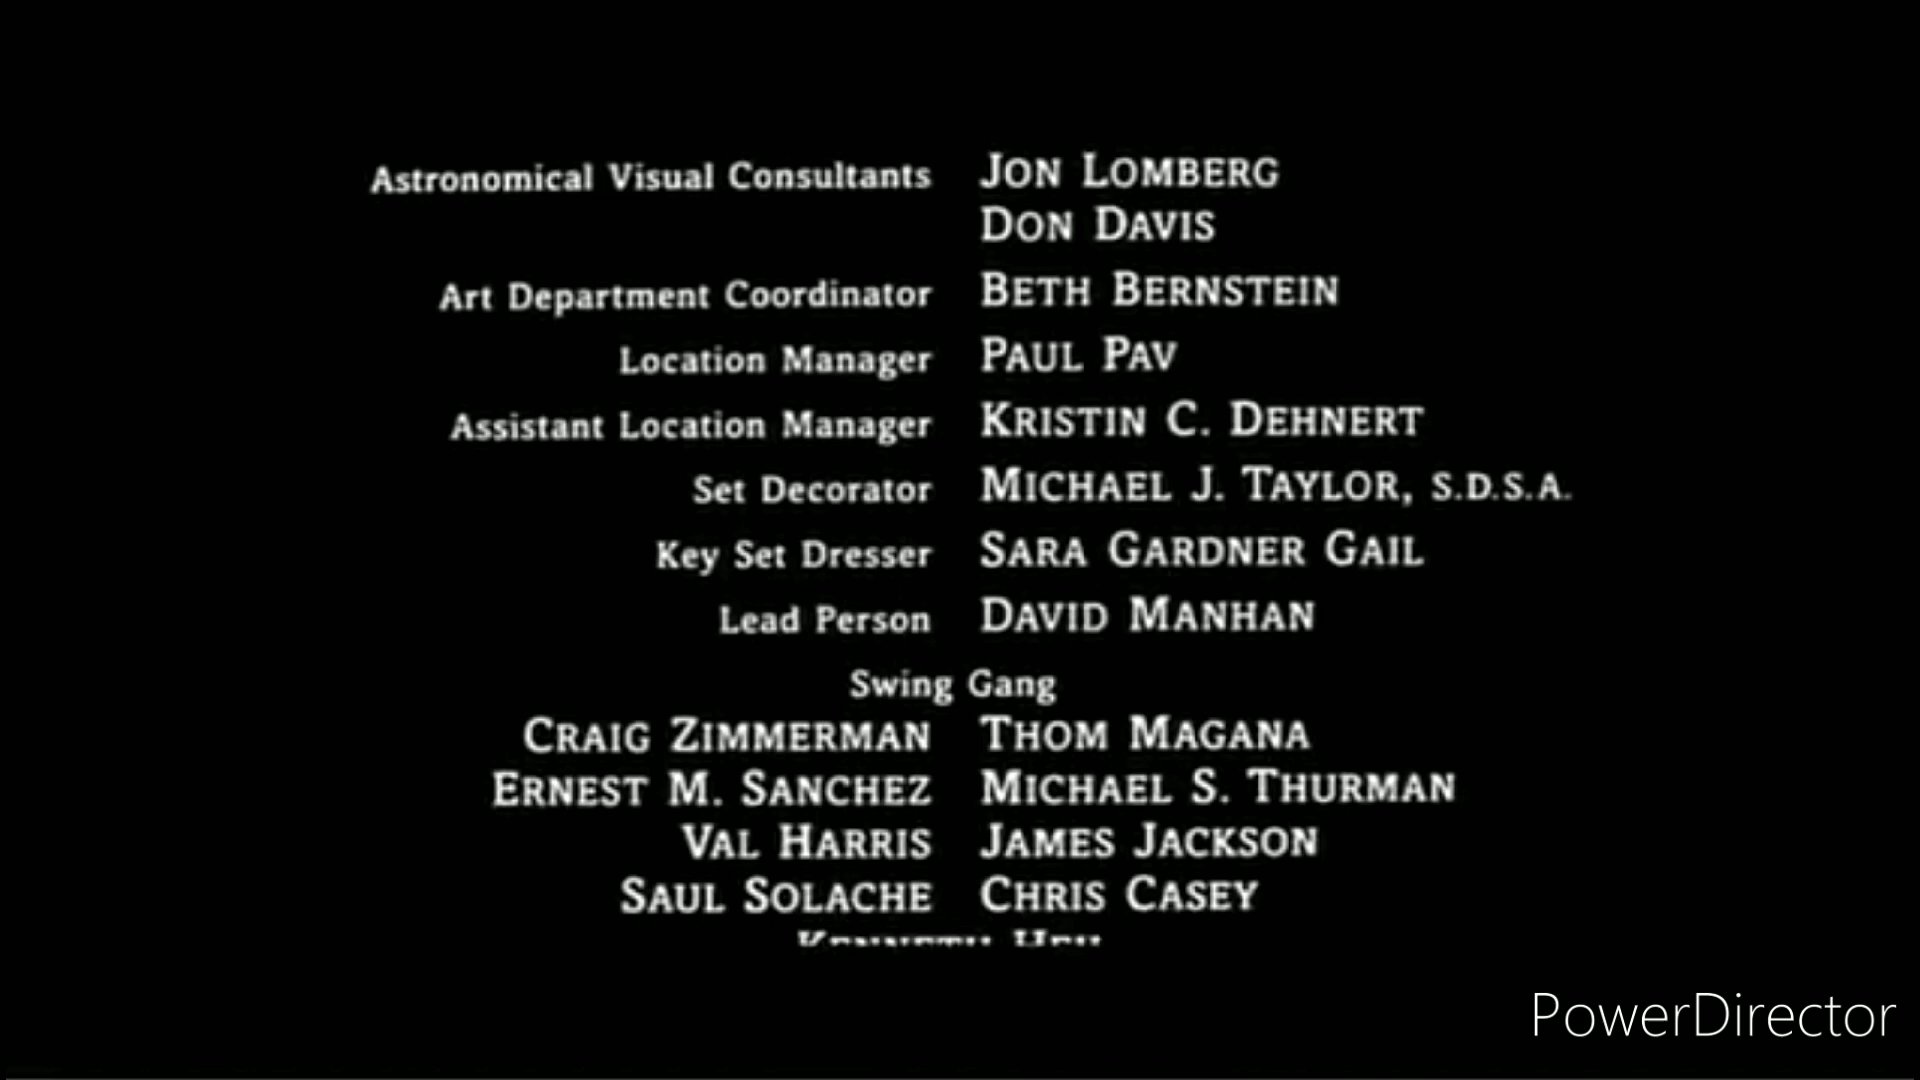 Astronomical Visual Consultants JON LOMBERG
DON DAVIS
Art Department Coordinator BETH BERNSTEIN
Location Manager PAUL PAV
Assistant Location Manager KRISTIN C. DEHNERT
Set Decorator MICHAEL J. TAYLOR, S.D.S.A.
Key Set Dresser SARA GARDNER GAIL
Lead Person DAVID MANHAN
Swing Gang
CRAIG ZIMMERMAN THOM MAGANA
ERNEST M. SANCHEZ MICHAEL S. THURMAN
VAL HARRIS JAMES JACKSON
SAUL SOLACHE CHRIS CASEY
PowerDirector